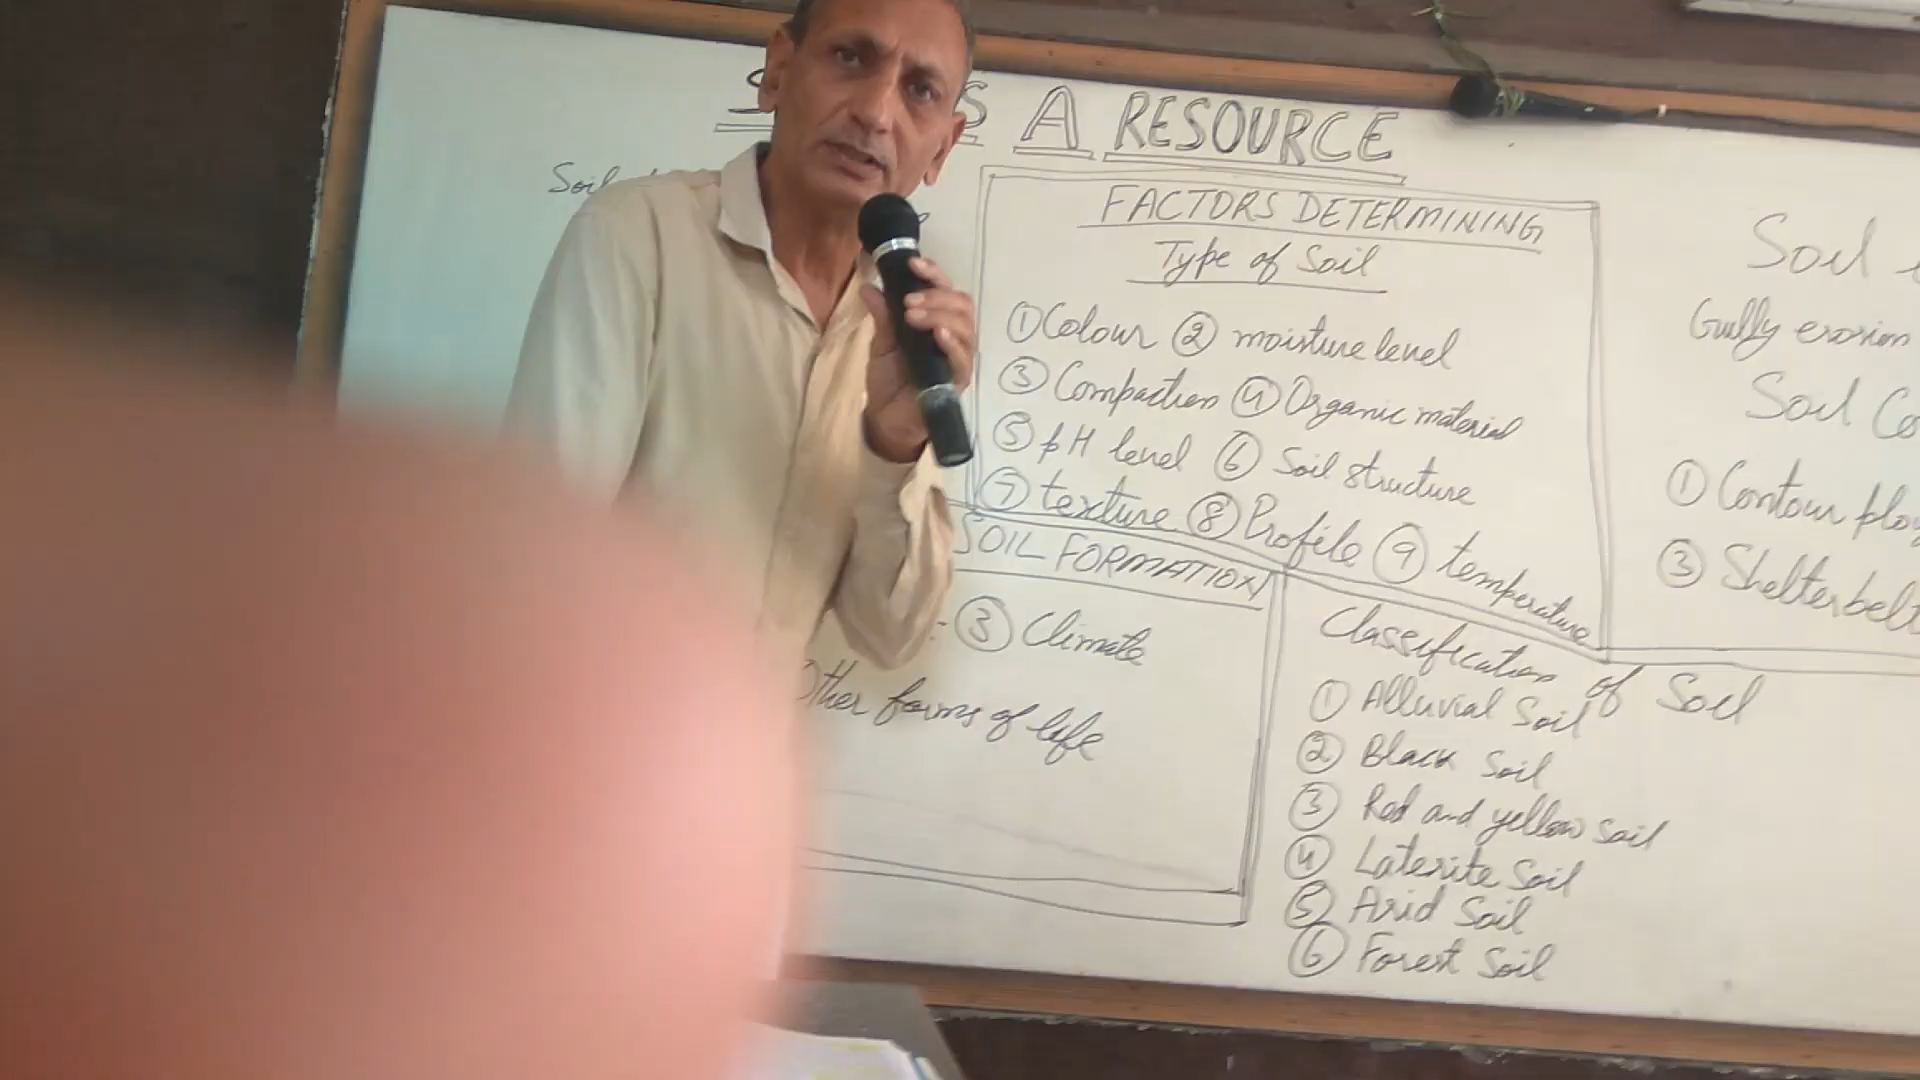 S A RESOURCE
Soil
FACTORS DETERMINING
Type of Soil
① Colour ② moisture level
③ Compaction ④ Organic material
⑤ pH level ⑥ Soil structure
⑦ texture ⑧ Profile ⑨ temperature
SOIL FORMATION
③ Climate
Other forms of life
Classification of Soil
① Alluvial Soil
② Black Soil
③ Red and yellow Soil
④ Laterite Soil
⑤ Arid Soil
⑥ Forest Soil
Soil
Gully erosion
Soil Co
① Contour plo
③ Shelterbelt